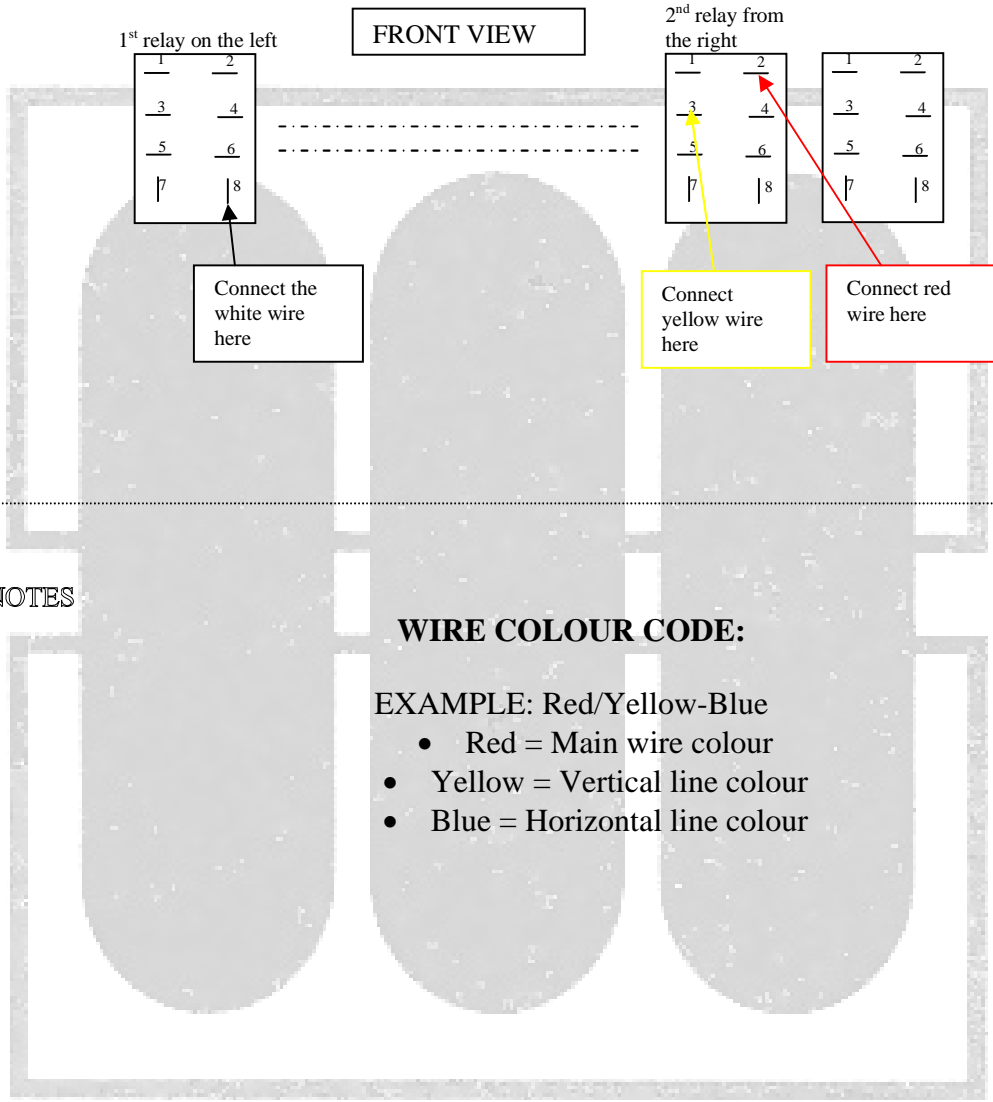 FRONT VIEW
1st relay on the left
2nd relay from
the right
1 2
3 4
5 6
7 8
1 2
3 4
5 6
7 8
1 2
3 4
5 6
7 8
Connect the
white wire
here
Connect
yellow wire
here
Connect red
wire here
NOTES
WIRE COLOUR CODE:
EXAMPLE: Red/Yellow-Blue
• Red = Main wire colour
• Yellow = Vertical line colour
• Blue = Horizontal line colour